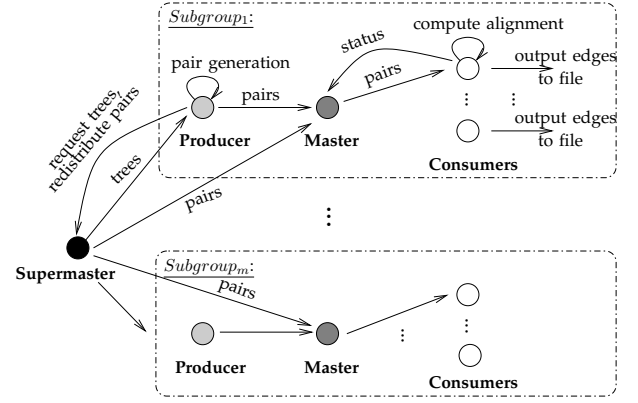 Subgroup₁:
compute alignment
status
output edges
to file
pair generation
pairs
pairs
request trees,
redistribute pairs
Producer
Master
output edges
to file
Consumers
trees
pairs
Supermaster
Subgroupₘ:
pairs
Producer
Master
Consumers